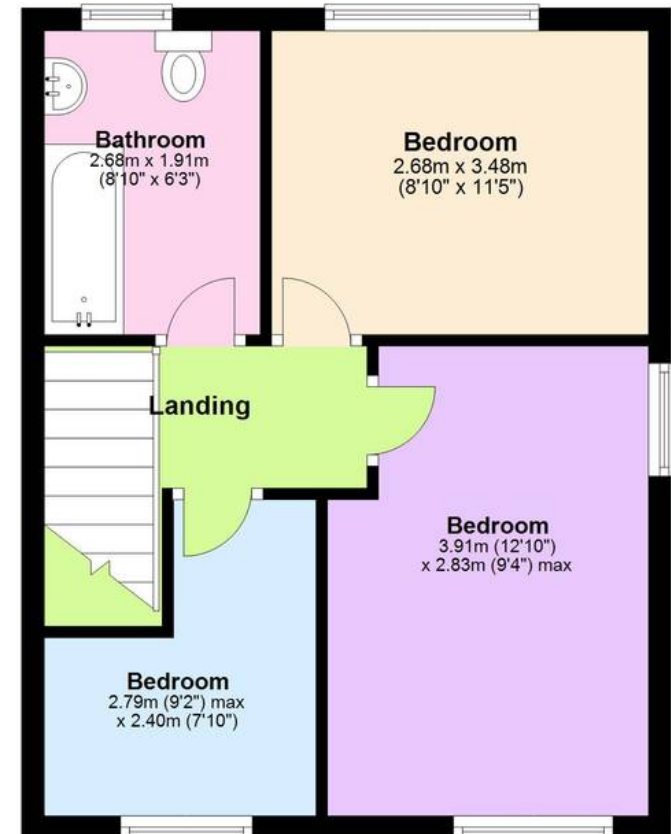 Bathroom
2.68m x 1.91m
(8'10" x 6'3")
Bedroom
2.68m x 3.48m
(8'10" x 11'5")
Landing
Bedroom
3.91m (12'10")
x 2.83m (9'4") max
Bedroom
2.79m (9'2") max
x 2.40m (7'10")